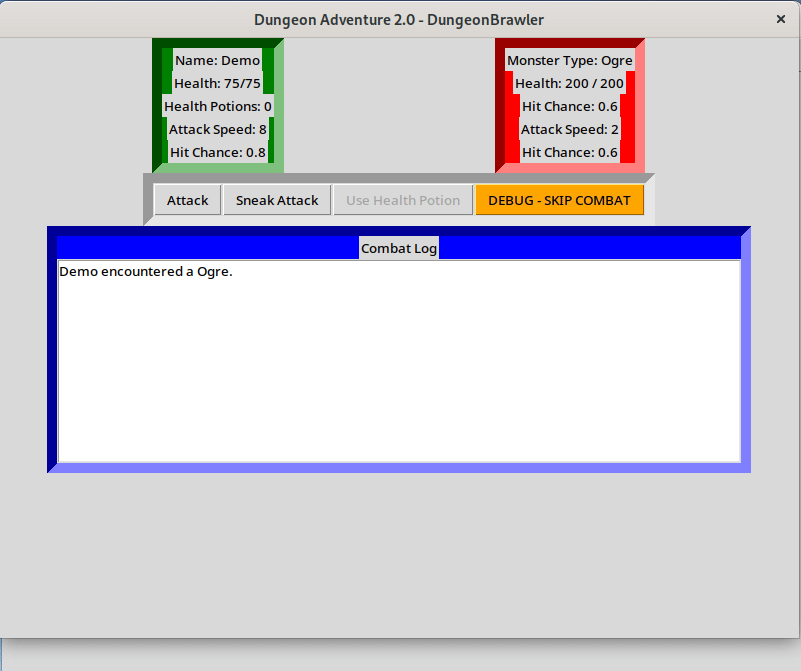 Dungeon Adventure 2.0 - DungeonBrawler
Name: Demo
Health: 75/75
Health Potions: 0
Attack Speed: 8
Hit Chance: 0.8
Monster Type: Ogre
Health: 200 / 200
Hit Chance: 0.6
Attack Speed: 2
Hit Chance: 0.6
Attack
Sneak Attack
Use Health Potion
DEBUG - SKIP COMBAT
Combat Log
Demo encountered a Ogre.